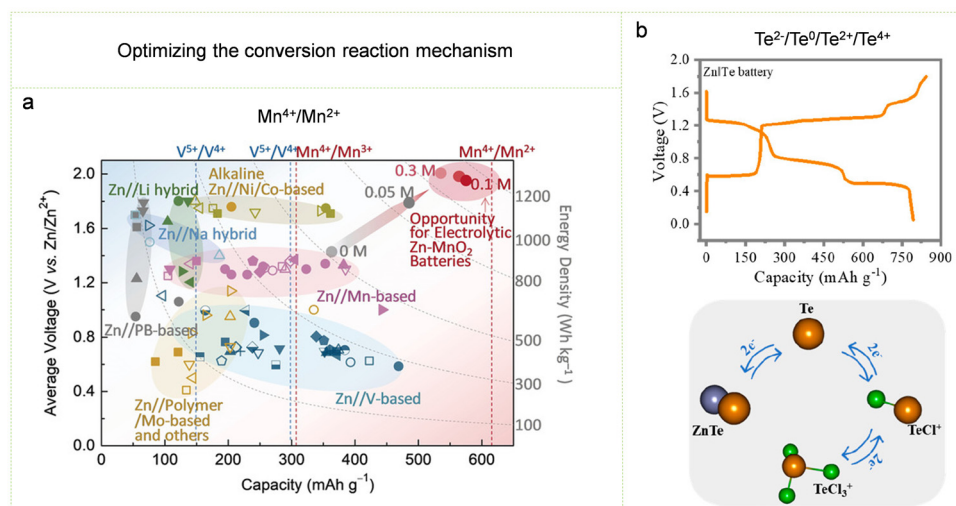 Optimizing the conversion reaction mechanism
a
Mn⁴⁺/Mn²⁺
V⁵⁺/V⁴⁺
V⁵⁺/V⁴⁺
Mn⁴⁺/Mn³⁺
Mn⁴⁺/Mn²⁺
2.0
1.6
1.2
0.8
0.4
0.0
Average Voltage (V vs. Zn/Zn²⁺)
Zn//Li hybrid
Alkaline
Zn//Ni/Co-based
Zn//Na hybrid
0 M
0.05 M
0.3 M
0.1 M
Opportunity
for Electrolytic
Zn-MnO₂
Batteries
Zn//Mn-based
Zn//PB-based
Zn//V-based
Zn//Polymer
/Mo-based
and others
1200
1000
900
700
500
300
100
Energy Density (Wh kg⁻¹)
0
100
200
300
400
500
600
Capacity (mAh g⁻¹)
b
Te²⁻/Te⁰/Te²⁺/Te⁴⁺
Zn||Te battery
2.0
1.6
1.2
0.8
0.4
0.0
Voltage (V)
0
150
300
450
600
750
900
Capacity (mAh g⁻¹)
Te
2e⁻
2e⁻
ZnTe
TeCl⁺
2e⁻
TeCl₃⁺